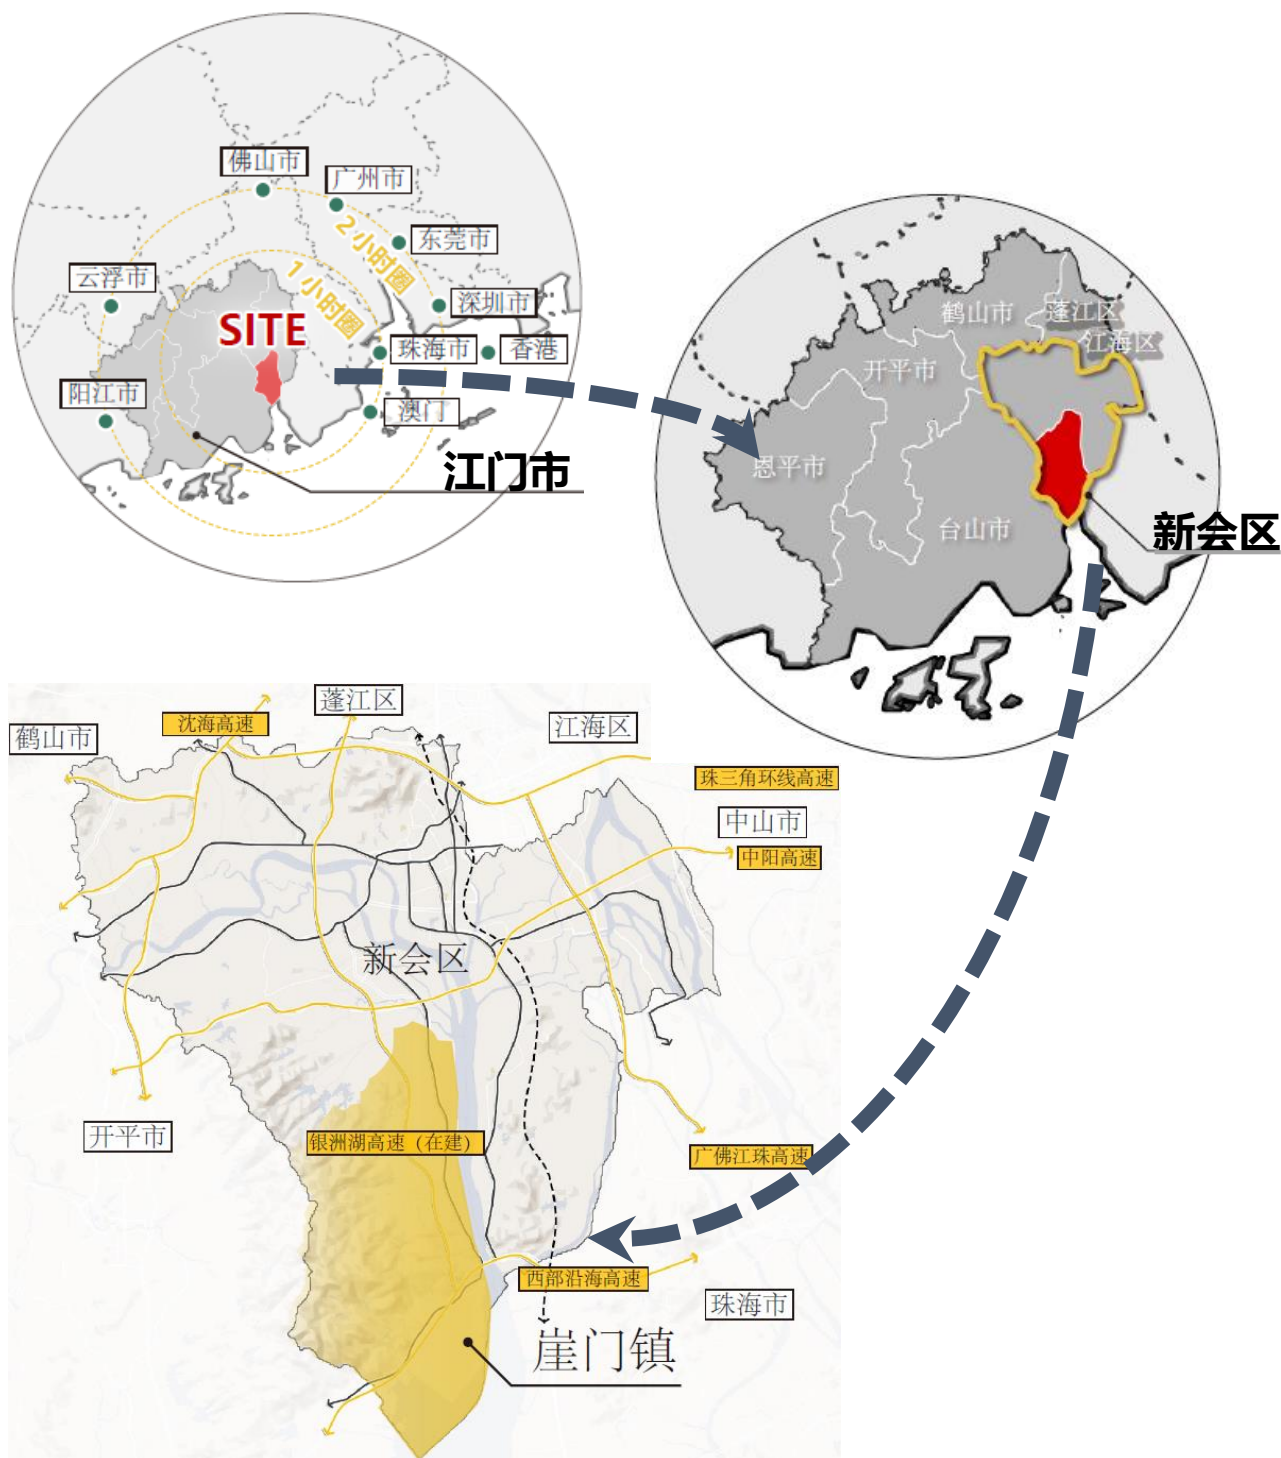 佛山市
广州市
2小时圈
东莞市
云浮市
1小时圈
深圳市
SITE
珠海市
香港
阳江市
澳门
江门市
鹤山市
蓬江区
江海区
开平市
恩平市
台山市
新会区
蓬江区
沈海高速
江海区
鹤山市
珠三角环线高速
中山市
中阳高速
新会区
开平市
银洲湖高速（在建）
广佛江珠高速
西部沿海高速
珠海市
崖门镇